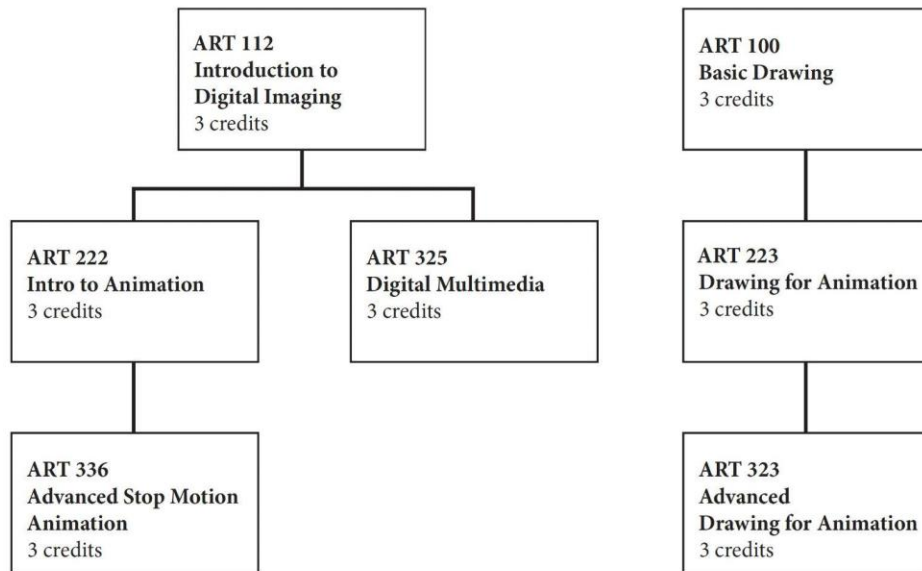 ART 112
Introduction to
Digital Imaging
3 credits
ART 100
Basic Drawing
3 credits
ART 222
Intro to Animation
3 credits
ART 325
Digital Multimedia
3 credits
ART 223
Drawing for Animation
3 credits
ART 336
Advanced Stop Motion
Animation
3 credits
ART 323
Advanced
Drawing for Animation
3 credits